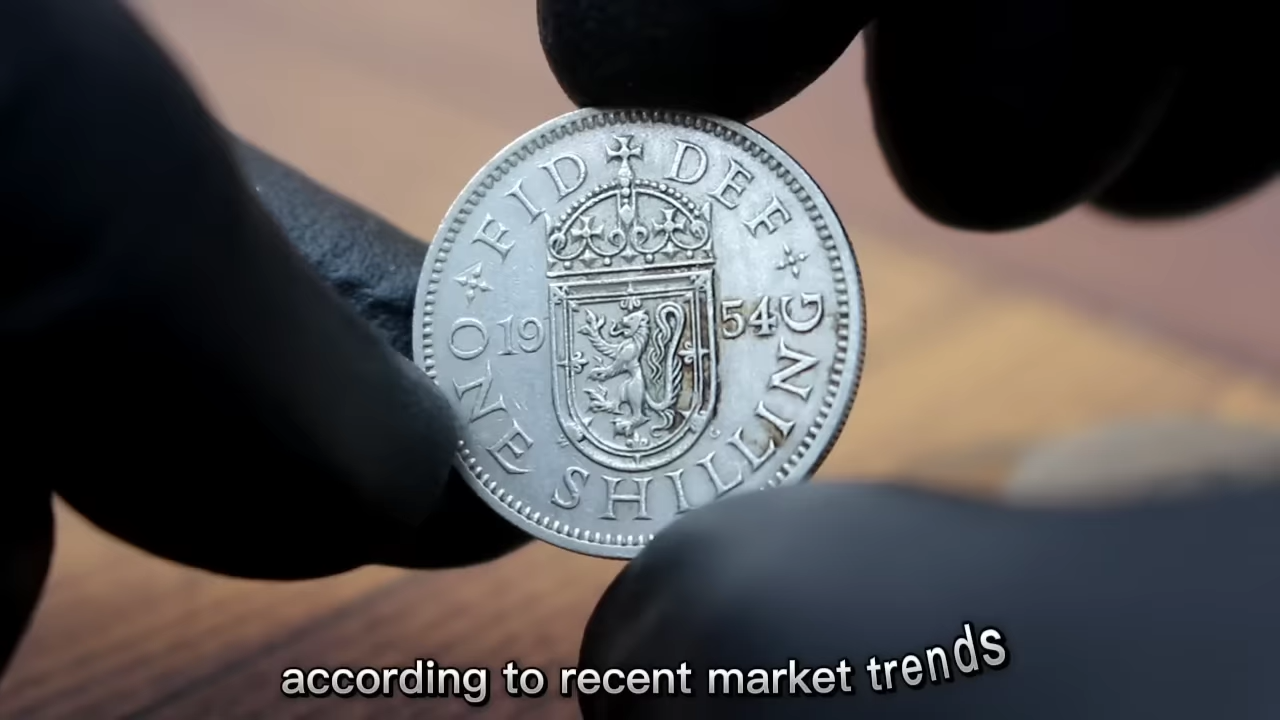 FID DEF
ONE SHILLING
19 54
according to recent market trends